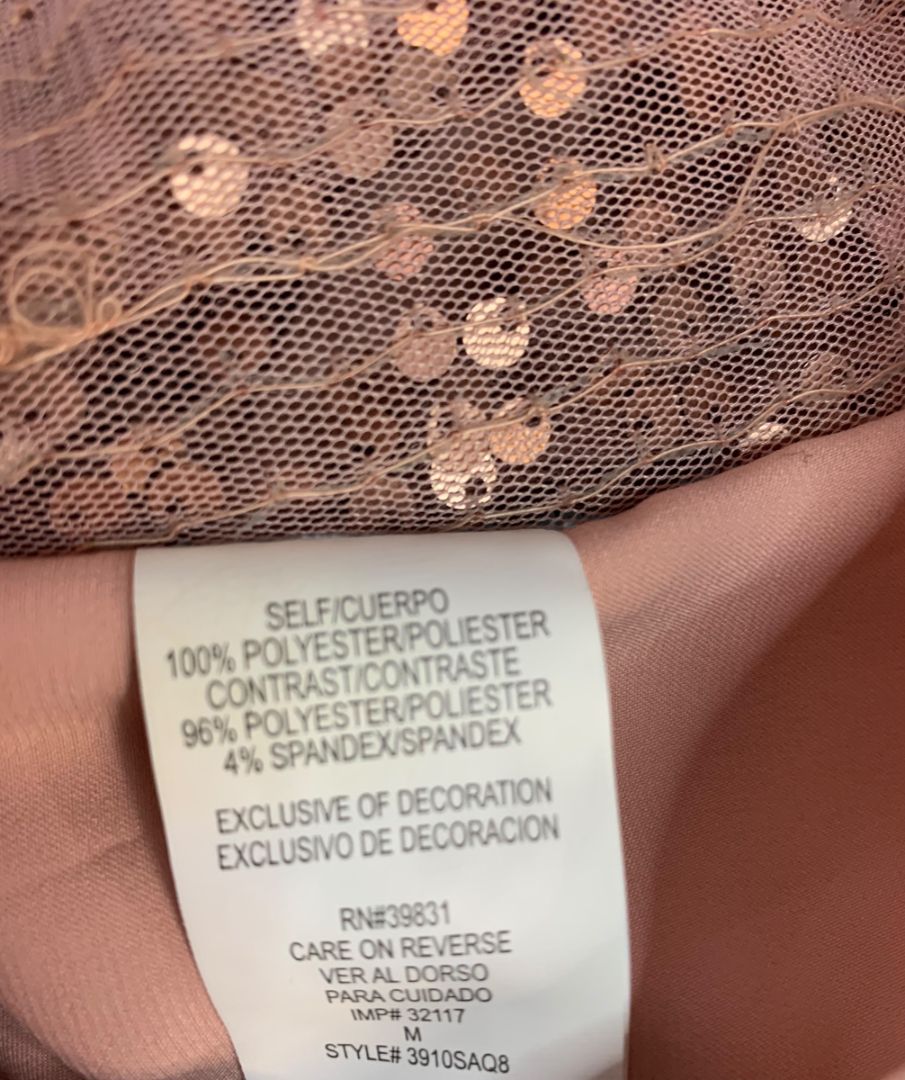 SELF/CUERPO
100% POLYESTER/POLIESTER
CONTRAST/CONTRASTE
96% POLYESTER/POLIESTER
4% SPANDEX/SPANDEX
EXCLUSIVE OF DECORATION
EXCLUSIVO DE DECORACION
RN#39831
CARE ON REVERSE
VER AL DORSO
PARA CUIDADO
IMP# 32117
M
STYLE# 3910SAQ8